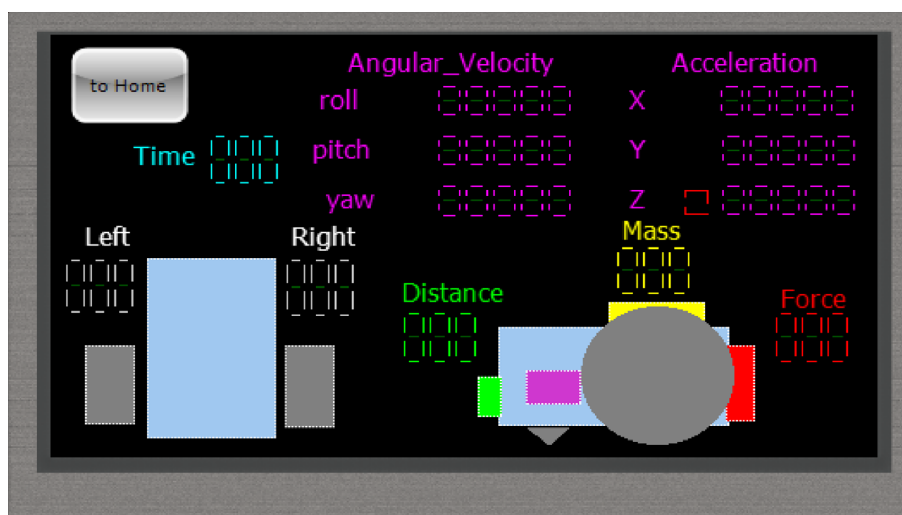 to Home
Angular_Velocity
Acceleration
roll
X
Time
pitch
Y
yaw
Z
Left
Right
Mass
Distance
Force